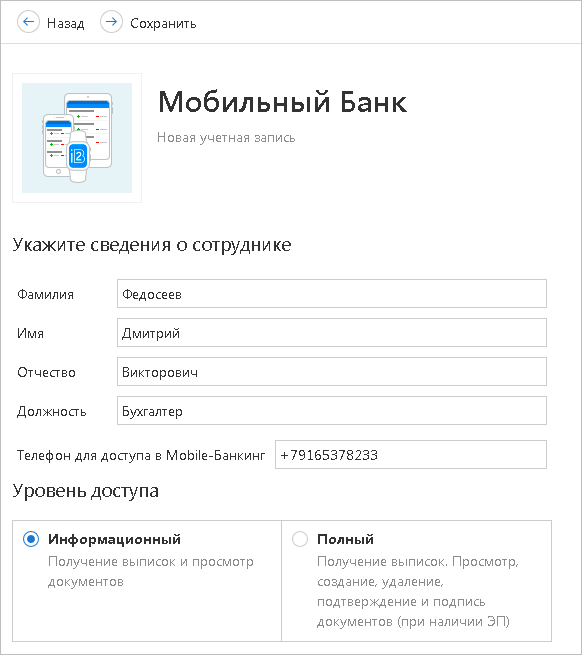 Назад Сохранить
i2
Мобильный Банк
Новая учетная запись
Укажите сведения о сотруднике
Фамилия Федосеев
Имя Дмитрий
Отчество Викторович
Должность Бухгалтер
Телефон для доступа в Mobile-Банкинг +79165378233
Уровень доступа
Информационный
Получение выписок и просмотр
документов
Полный
Получение выписок. Просмотр,
создание, удаление,
подтверждение и подпись
документов (при наличии ЭП)